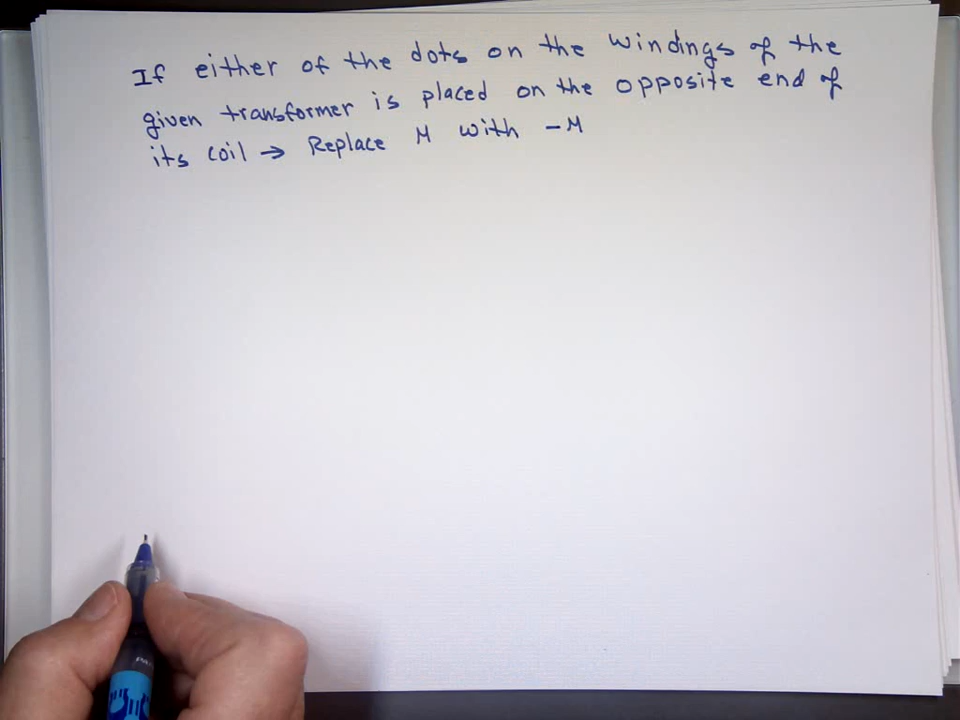 If either of the dots on the windings of the
given transformer is placed on the opposite end of
its coil → Replace M with -M